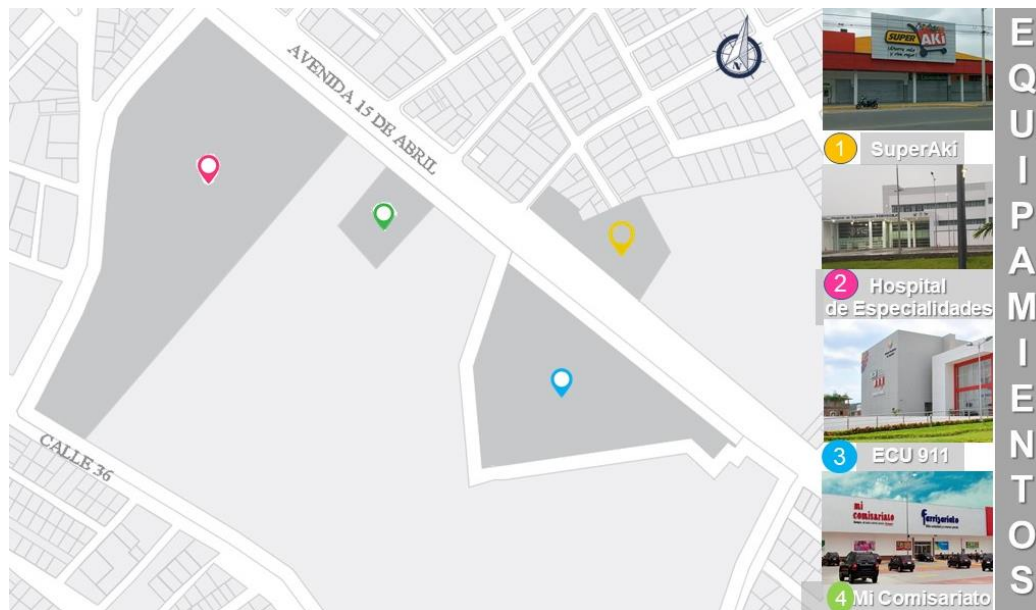 AVENIDA 15 DE ABRIL
CALLE 36
N
SUPER AKI
1 SuperAki
2 Hospital
de Especialidades
3 ECU 911
mi comisariato
ferrisariato
4 Mi Comisariato
EQUIPAMIENTOS